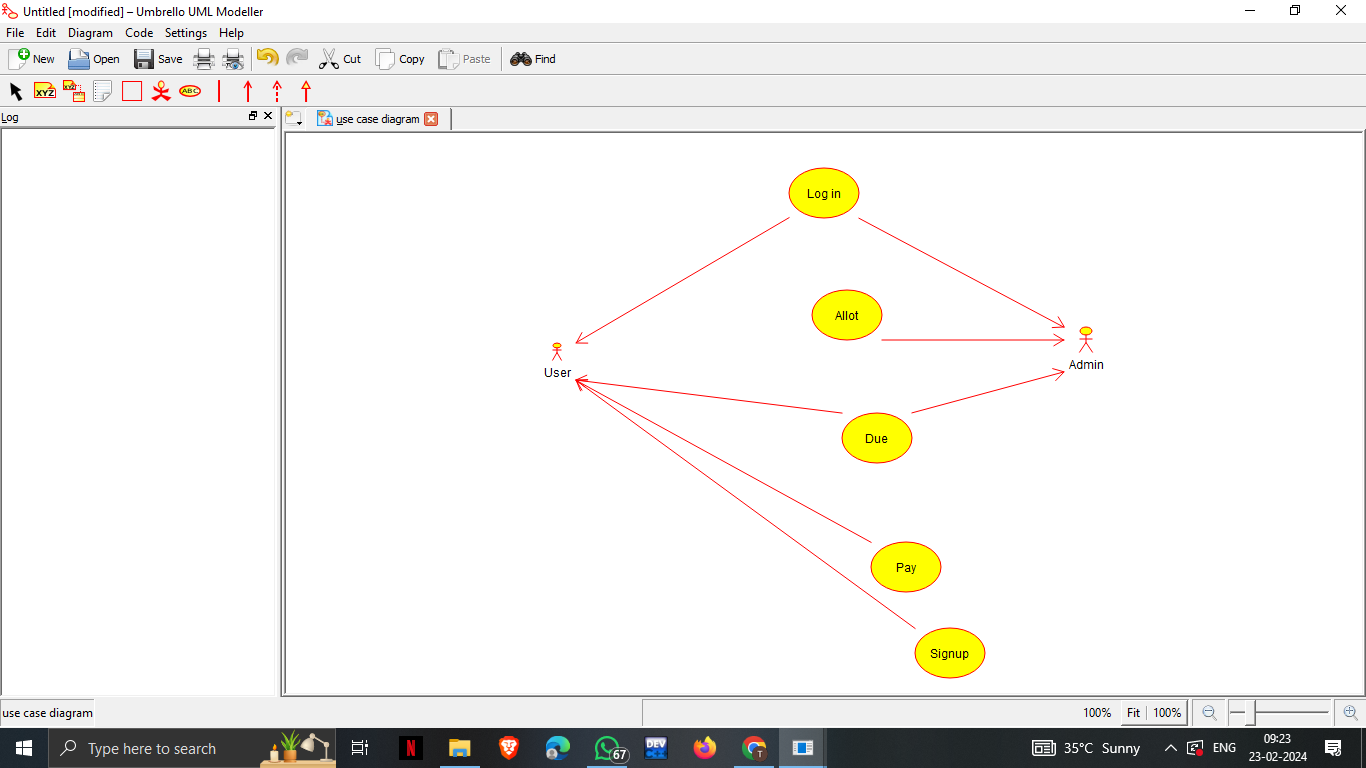 Untitled [modified] – Umbrello UML Modeller
File Edit Diagram Code Settings Help
New Open Save Cut Copy Paste Find
XYZ XYZ ABC
Log
use case diagram
Log in
Allot
User
Admin
Due
Pay
Signup
use case diagram
100% Fit 100%
Type here to search
N
67
DEV
T
35°C Sunny
ENG
09:23
23-02-2024